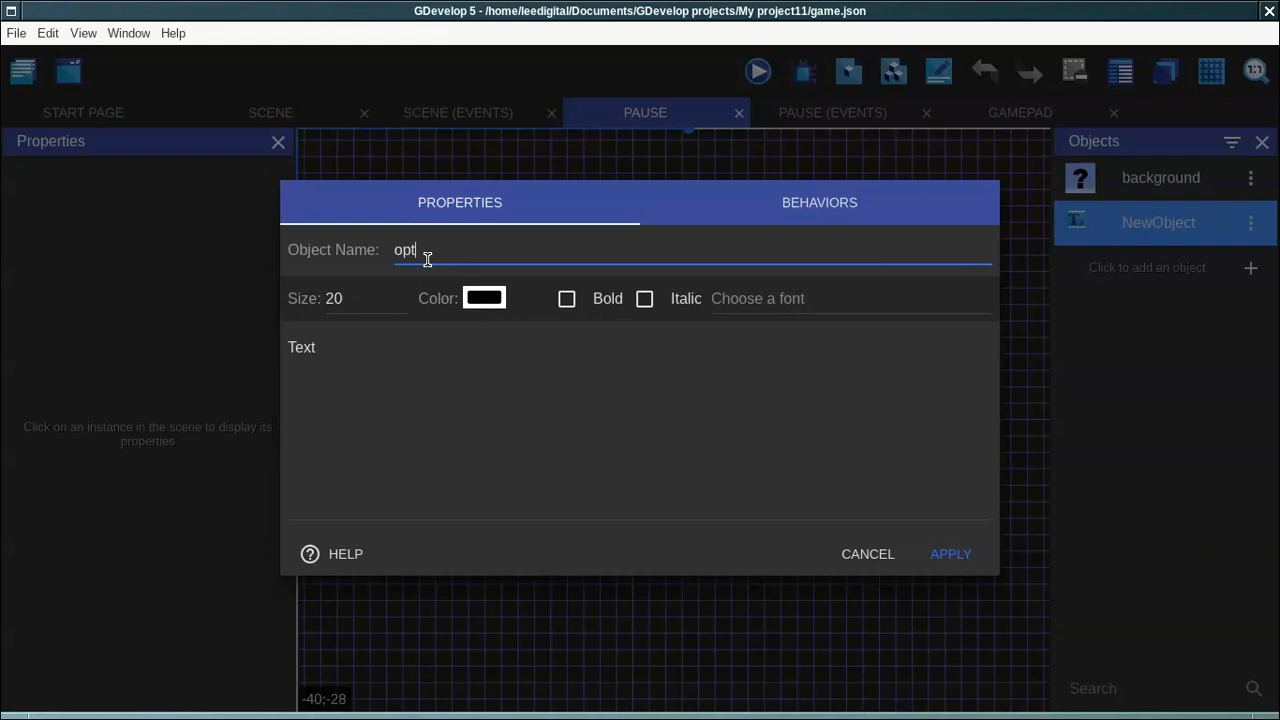 GDevelop 5 - /home/leedigital/Documents/GDevelop projects/My project11/game.json
File Edit View Window Help
1:1
START PAGE SCENE SCENE (EVENTS) PAUSE PAUSE (EVENTS) GAMEPAD
Properties
Objects
background
NewObject
Click to add an object
PROPERTIES BEHAVIORS
Object Name: opt
Size: 20 Color: Bold Italic Choose a font
Text
Click on an instance in the scene to display its
properties
HELP CANCEL APPLY
-40;-28
Search